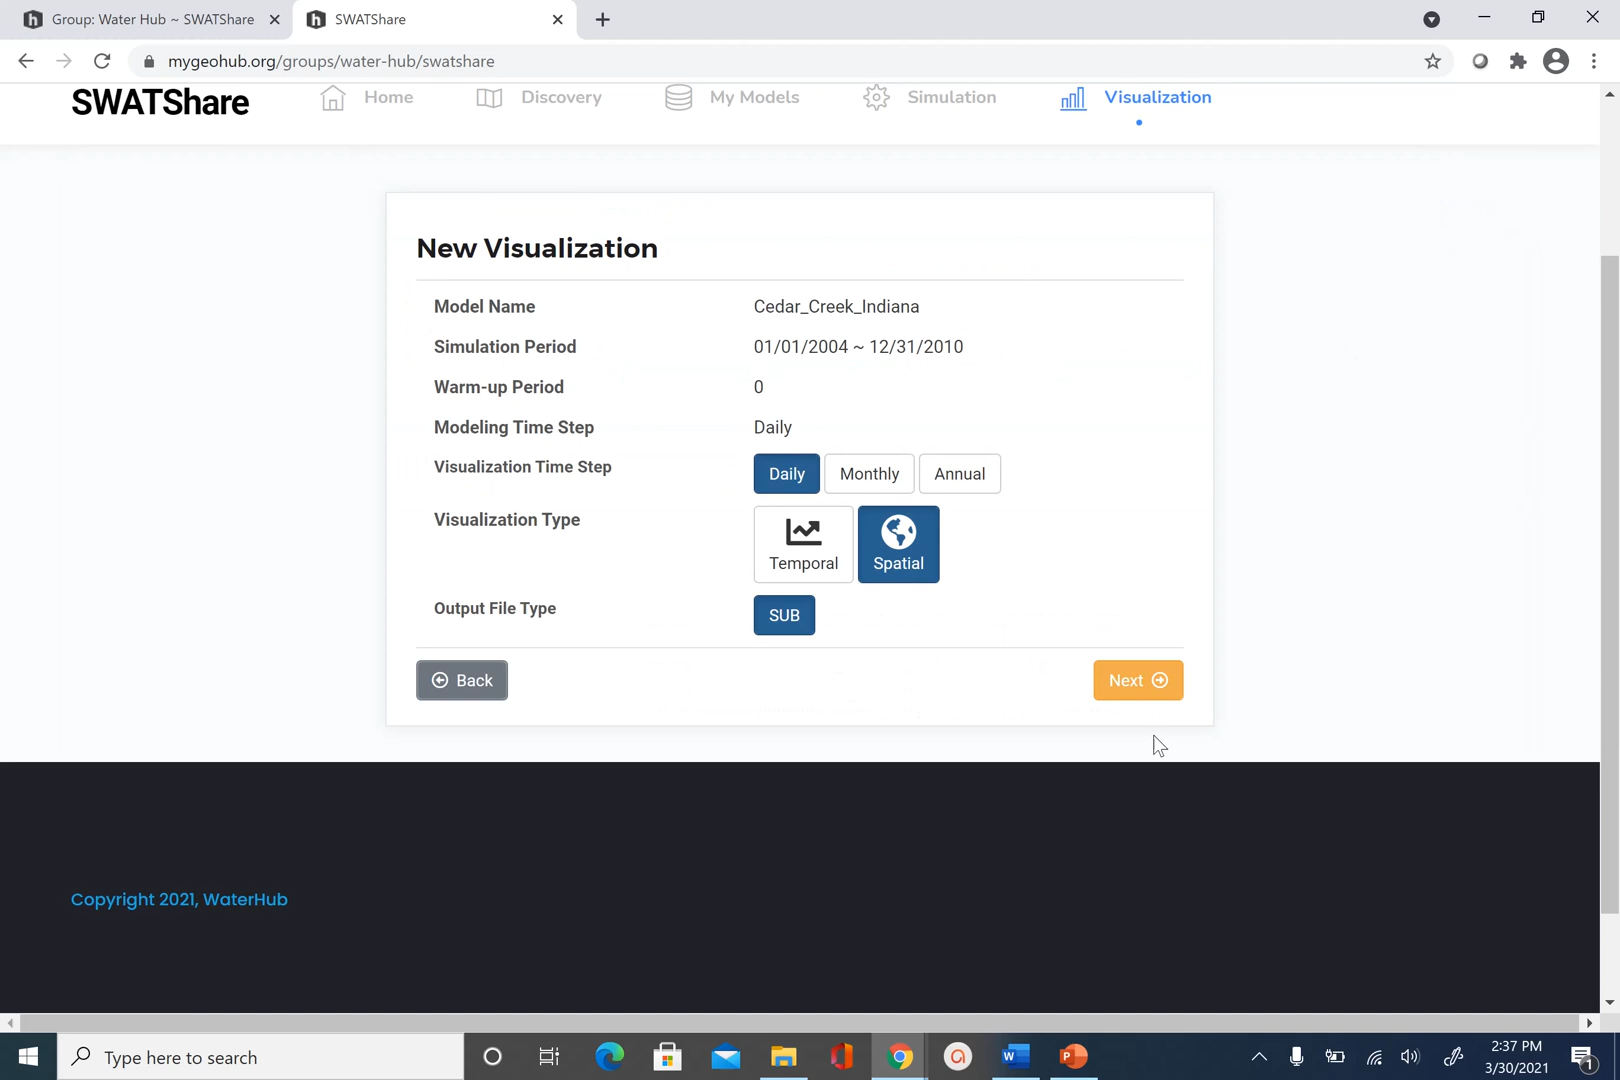 Group: Water Hub ~ SWATShare
SWATShare
mygeohub.org/groups/water-hub/swatshare
SWATShare
Home
Discovery
My Models
Simulation
Visualization
New Visualization
Model Name Cedar_Creek_Indiana
Simulation Period 01/01/2004 ~ 12/31/2010
Warm-up Period 0
Modeling Time Step Daily
Visualization Time Step Daily Monthly Annual
Visualization Type Temporal Spatial
Output File Type SUB
Back Next
Copyright 2021, WaterHub
Type here to search
2:37 PM
3/30/2021
1